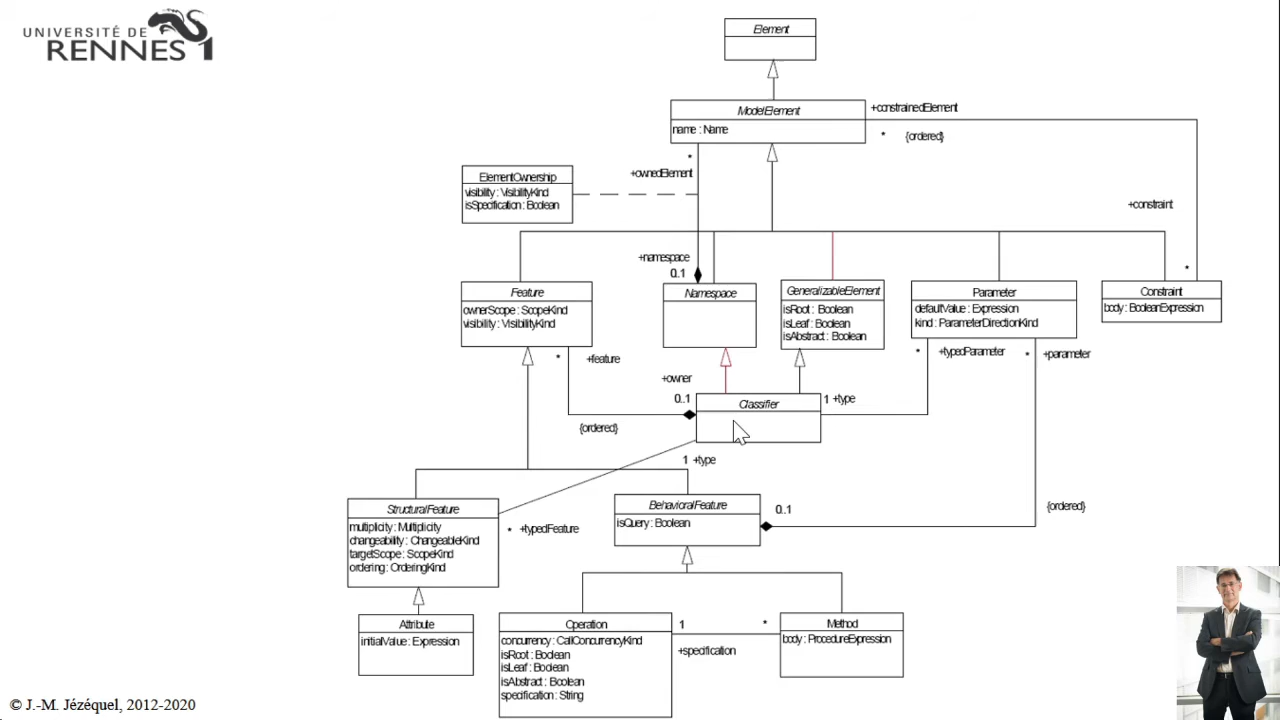 UNIVERSITÉ DE
RENNES 1
Element
ModelElement
name : Name
+constrainedElement
*
{ordered}
*
+ownedElement
ElementOwnership
visibility : VisibilityKind
isSpecification : Boolean
+constraint
*
+namespace
0..1
Feature
ownerScope : ScopeKind
visibility : VisibilityKind
Namespace
GeneralizableElement
isRoot : Boolean
isLeaf : Boolean
isAbstract : Boolean
Parameter
defaultValue : Expression
kind : ParameterDirectionKind
Constraint
body : BooleanExpression
*
+feature
*
+typedParameter
*
+parameter
+owner
0..1
Classifier
1 +type
{ordered}
1 +type
StructuralFeature
multiplicity : Multiplicity
changeability : ChangeableKind
targetScope : ScopeKind
ordering : OrderingKind
* +typedFeature
BehavioralFeature
isQuery : Boolean
0..1
{ordered}
Attribute
initialValue : Expression
Operation
concurrency : CallConcurrencyKind
isRoot : Boolean
isLeaf : Boolean
isAbstract : Boolean
specification : String
1
*
+specification
Method
body : ProcedureExpression
© J.-M. Jézéquel, 2012-2020